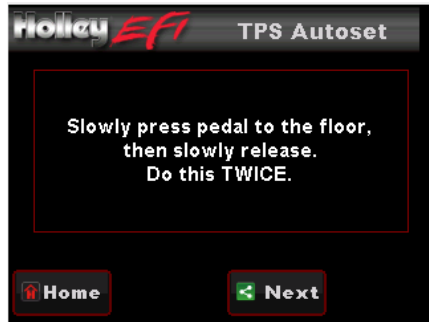 Holley EFI
TPS Autoset
Slowly press pedal to the floor,
then slowly release.
Do this TWICE.
Home
Next